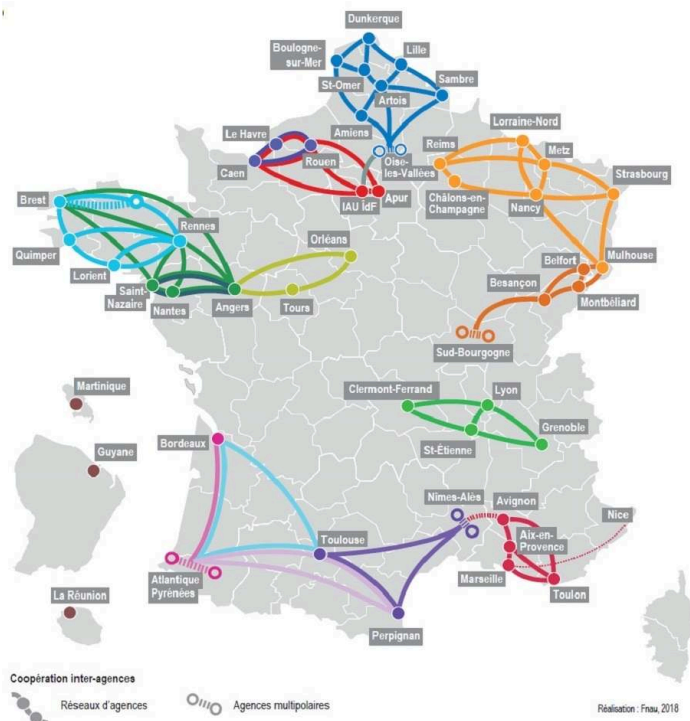 Dunkerque
Boulogne-
sur-Mer
Lille
St-Omer
Sambre
Artois
Amiens
Lorraine-Nord
Le Havre
Reims
Metz
Oise-
les-Vallées
Rouen
Caen
Strasbourg
IAU îdF
Apur
Châlons-en-
Champagne
Nancy
Brest
Rennes
Orléans
Quimper
Belfort
Mulhouse
Lorient
Besançon
Saint-
Nazaire
Nantes
Angers
Tours
Montbéliard
Sud-Bourgogne
Martinique
Clermont-Ferrand
Lyon
Grenoble
Bordeaux
St-Étienne
Guyane
Nîmes-Alès
Avignon
Nice
Toulouse
Aix-en-
Provence
Atlantique
Pyrénées
Marseille
La Réunion
Toulon
Perpignan
Coopération inter-agences
Réseaux d'agences
Agences multipolaires
Réalisation : Fnau, 2018